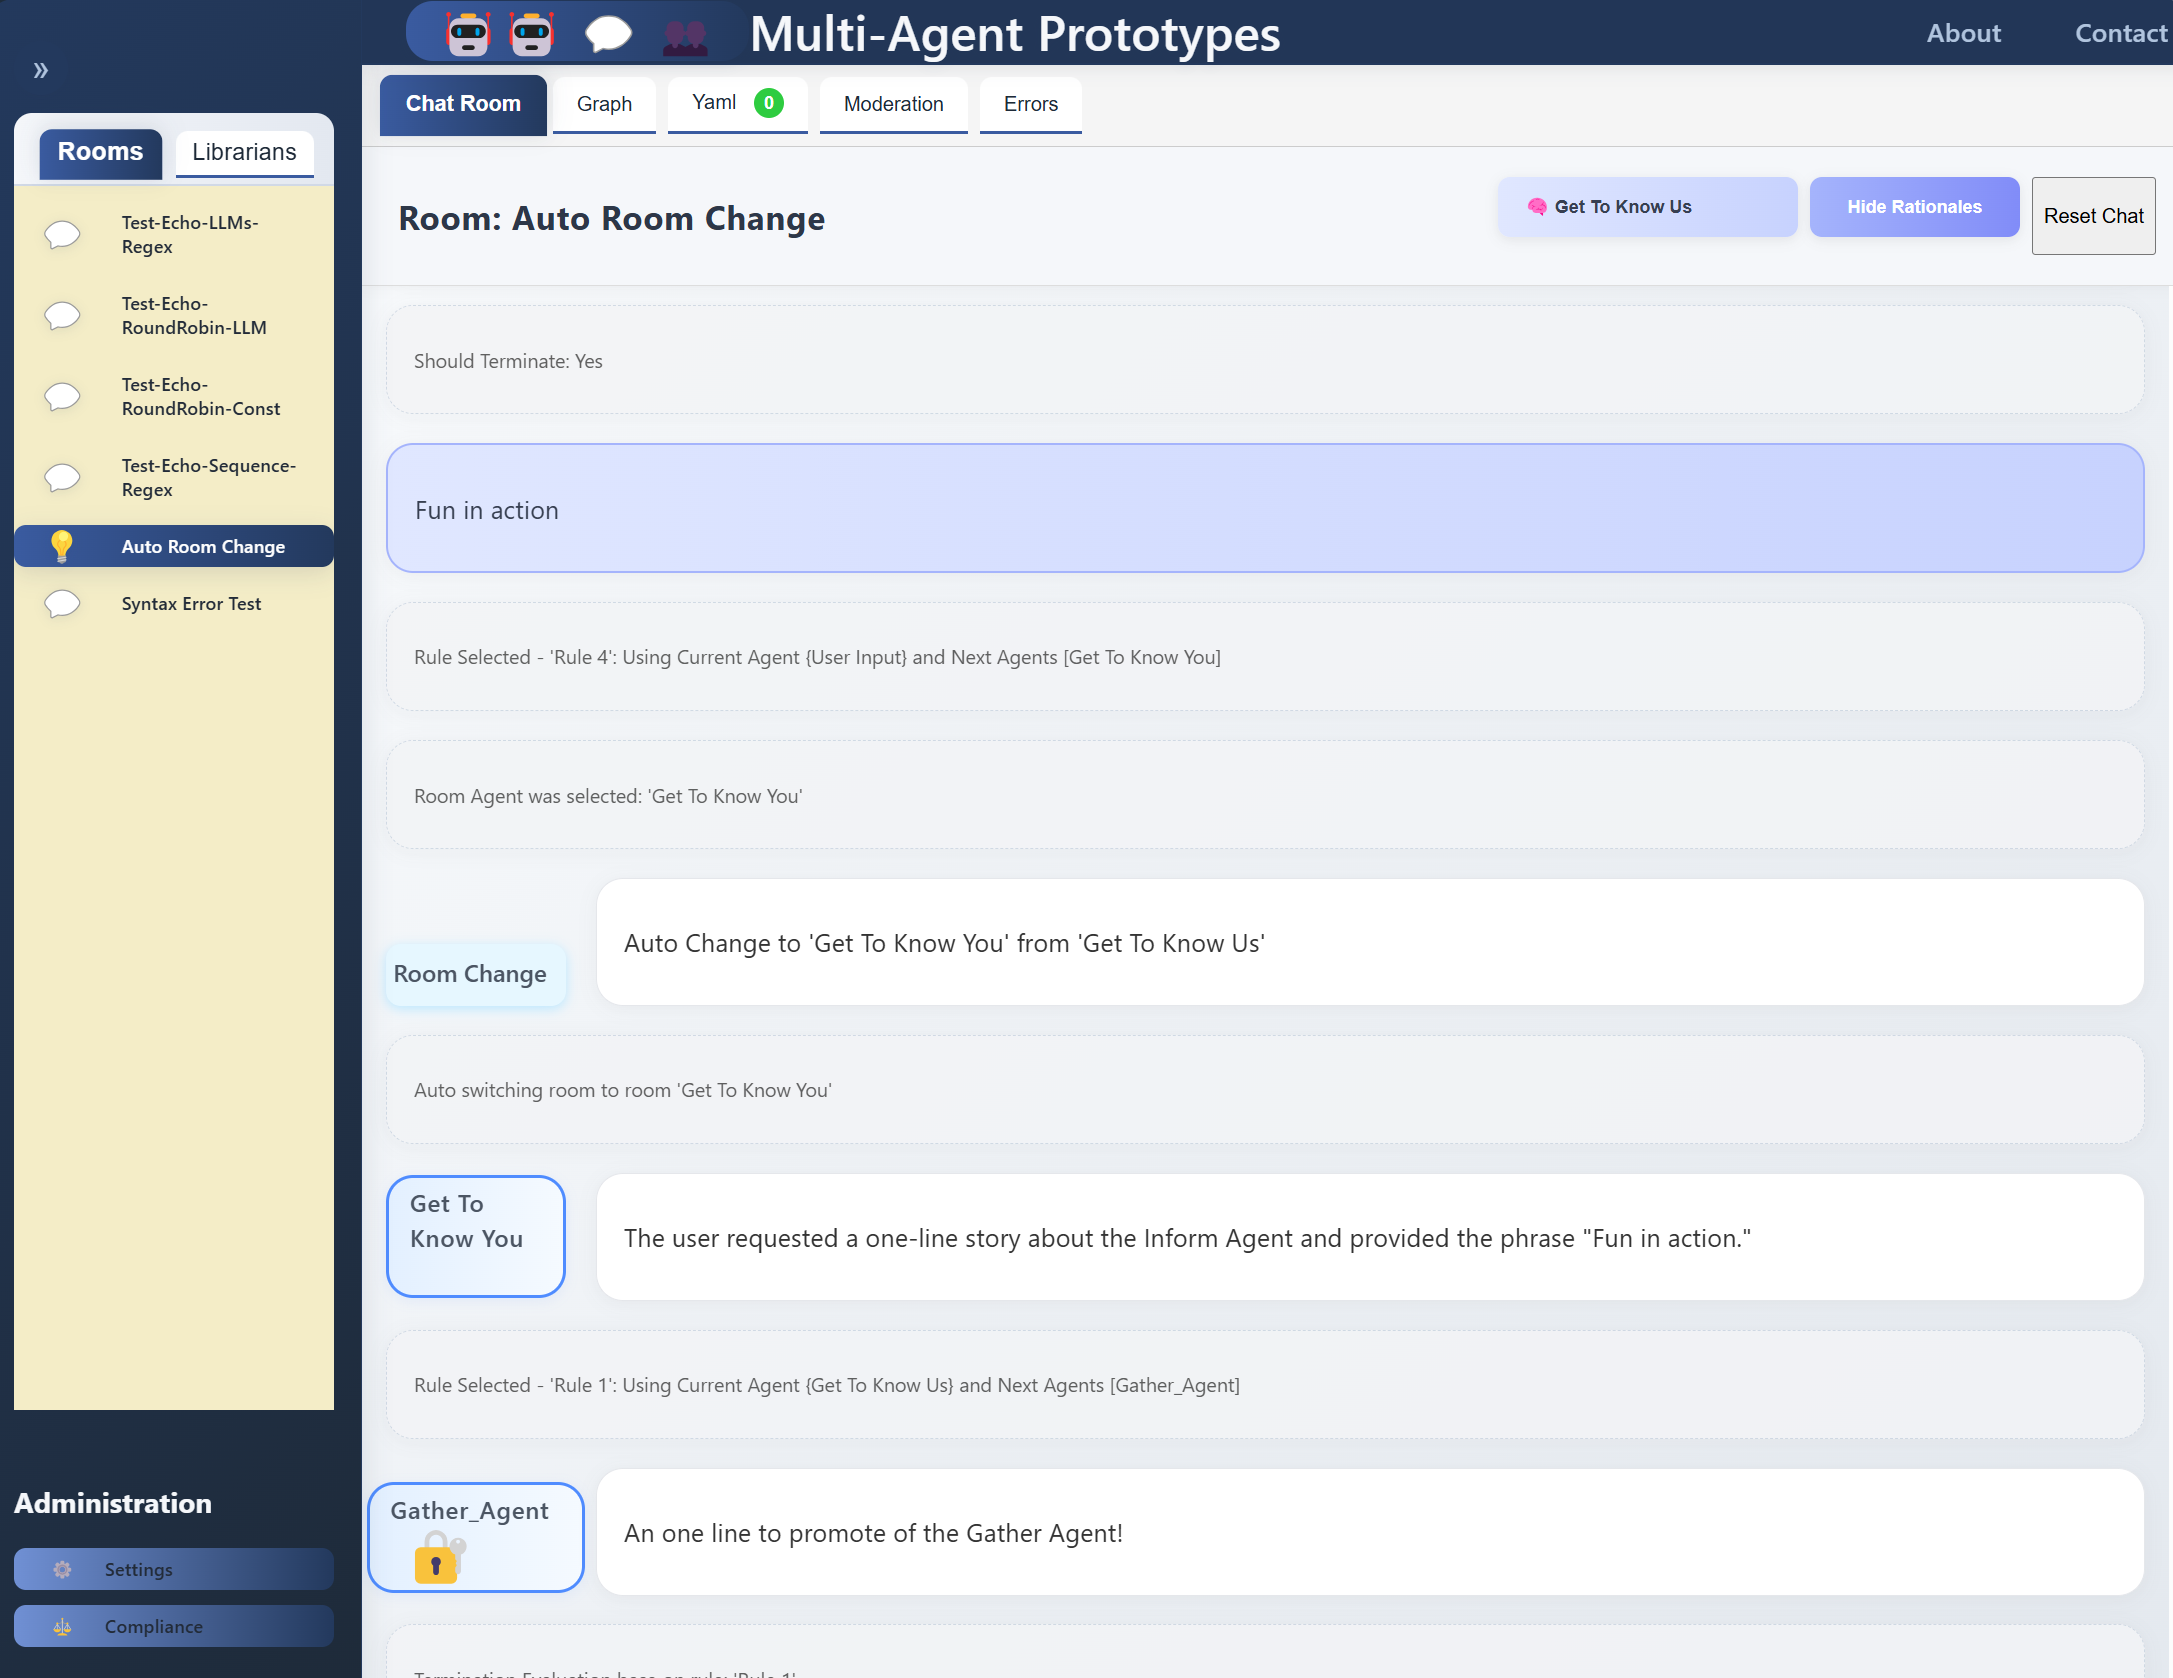 Multi-Agent Prototypes
About
Contact
»
Rooms
Librarians
Test-Echo-LLMs-
Regex
Test-Echo-
RoundRobin-LLM
Test-Echo-
RoundRobin-Const
Test-Echo-Sequence-
Regex
Auto Room Change
Syntax Error Test
Administration
Settings
Compliance
Chat Room
Graph
Yaml 0
Moderation
Errors
Room: Auto Room Change
Get To Know Us
Hide Rationales
Reset Chat
Should Terminate: Yes
Fun in action
Rule Selected - 'Rule 4': Using Current Agent {User Input} and Next Agents [Get To Know You]
Room Agent was selected: 'Get To Know You'
Room Change
Auto Change to 'Get To Know You' from 'Get To Know Us'
Auto switching room to room 'Get To Know You'
Get To
Know You
The user requested a one-line story about the Inform Agent and provided the phrase "Fun in action."
Rule Selected - 'Rule 1': Using Current Agent {Get To Know Us} and Next Agents [Gather_Agent]
Gather_Agent
An one line to promote of the Gather Agent!
Termination Evaluation base on rule: 'Rule 1'